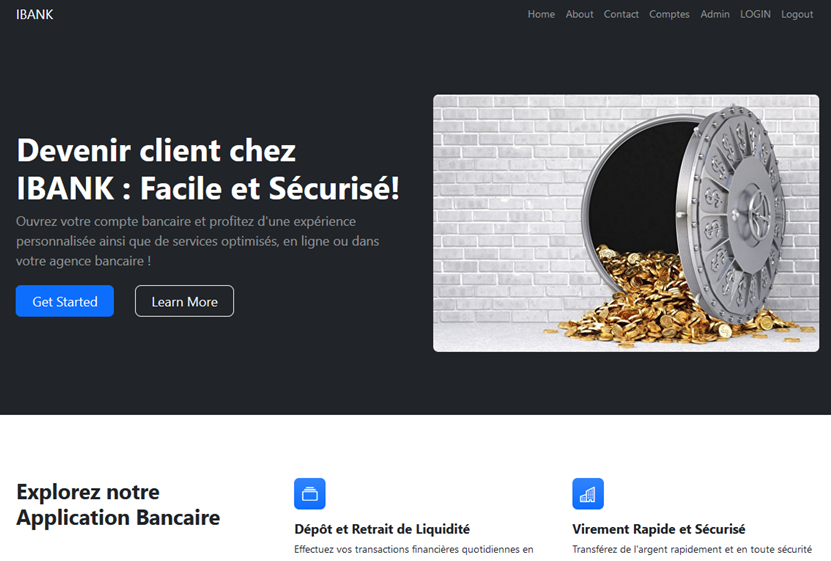 IBANK
Home About Contact Comptes Admin LOGIN Logout
Devenir client chez
IBANK : Facile et Sécurisé!
Ouvrez votre compte bancaire et profitez d'une expérience
personnalisée ainsi que de services optimisés, en ligne ou dans
votre agence bancaire !
Get Started
Learn More
Explorez notre
Application Bancaire
Dépôt et Retrait de Liquidité
Effectuez vos transactions financières quotidiennes en
Virement Rapide et Sécurisé
Transférez de l'argent rapidement et en toute sécurité